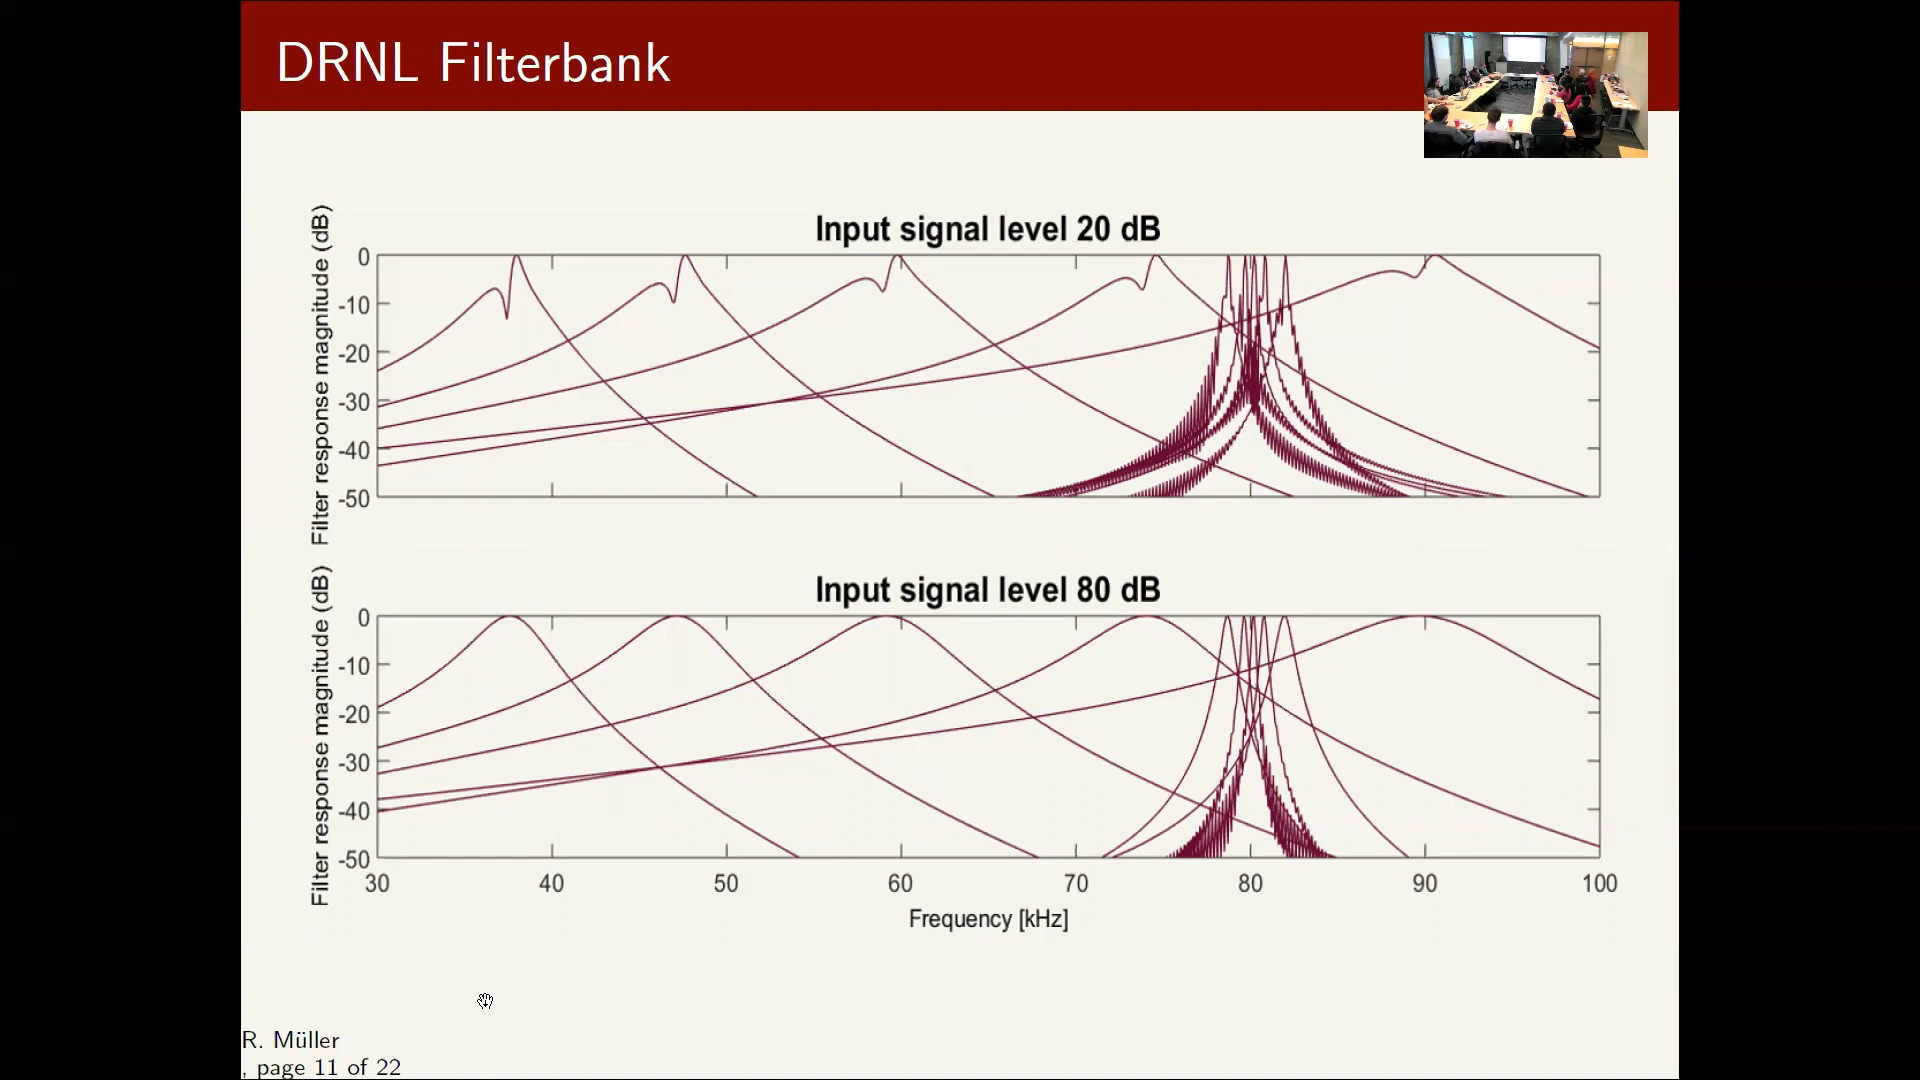 DRNL Filterbank
Input signal level 20 dB
Filter response magnitude (dB)
0
-10
-20
-30
-40
-50
Input signal level 80 dB
Filter response magnitude (dB)
0
-10
-20
-30
-40
-50
30 40 50 60 70 80 90 100
Frequency [kHz]
R. Müller
, page 11 of 22